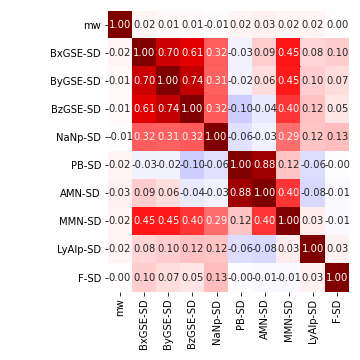 mw 1.00 0.02 0.01 0.01 -0.01 0.02 0.03 0.02 0.02 0.00
BxGSE-SD 0.02 1.00 0.70 0.61 0.32 -0.03 0.09 0.45 0.08 0.10
ByGSE-SD 0.01 0.70 1.00 0.74 0.31 -0.02 0.06 0.45 0.10 0.07
BzGSE-SD 0.01 0.61 0.74 1.00 0.32 -0.10 -0.04 0.40 0.12 0.05
NaNp-SD -0.01 0.32 0.31 0.32 1.00 -0.06 -0.03 0.29 0.12 0.13
PB-SD 0.02 -0.03 -0.02 -0.10 -0.06 1.00 0.88 0.12 -0.06 -0.00
AMN-SD 0.03 0.09 0.06 -0.04 -0.03 0.88 1.00 0.40 -0.08 -0.01
MMN-SD 0.02 0.45 0.45 0.40 0.29 0.12 0.40 1.00 0.03 -0.01
LyAlp-SD 0.02 0.08 0.10 0.12 0.12 -0.06 -0.08 0.03 1.00 0.03
F-SD 0.00 0.10 0.07 0.05 0.13 -0.00 -0.01 -0.01 0.03 1.00
mw BxGSE-SD ByGSE-SD BzGSE-SD NaNp-SD PB-SD AMN-SD MMN-SD LyAlp-SD F-SD